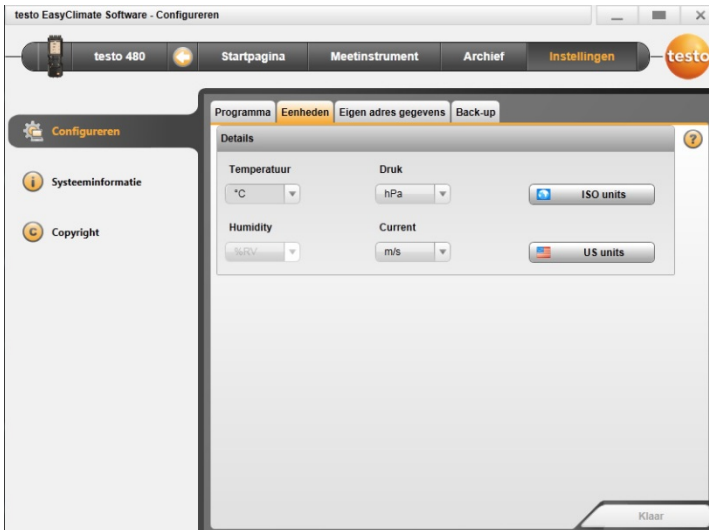 testo EasyClimate Software - Configureren
testo 480 Startpagina Meetinstrument Archief Instellingen testo
Programma Eenheden Eigen adres gegevens Back-up
Configureren
Details ?
Temperatuur Druk
i Systeeminformatie
°C hPa ISO units
C Copyright
Humidity Current
%RV m/s US units
Klaar